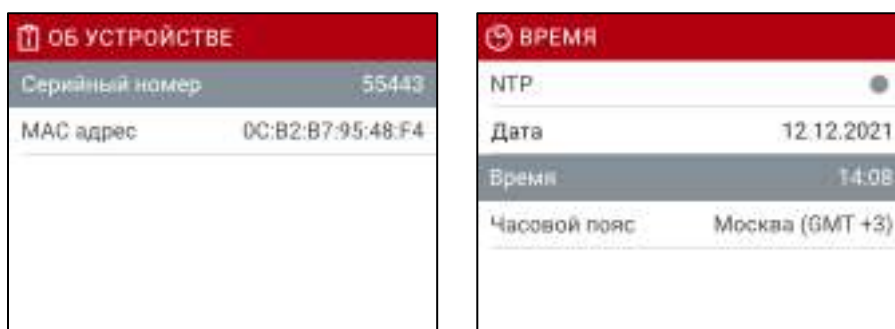 ОБ УСТРОЙСТВЕ
Серийный номер 55443
MAC адрес 0C:B2:B7:95:48:F4
ВРЕМЯ
NTP
Дата 12.12.2021
Время 14:08
Часовой пояс Москва (GMT +3)